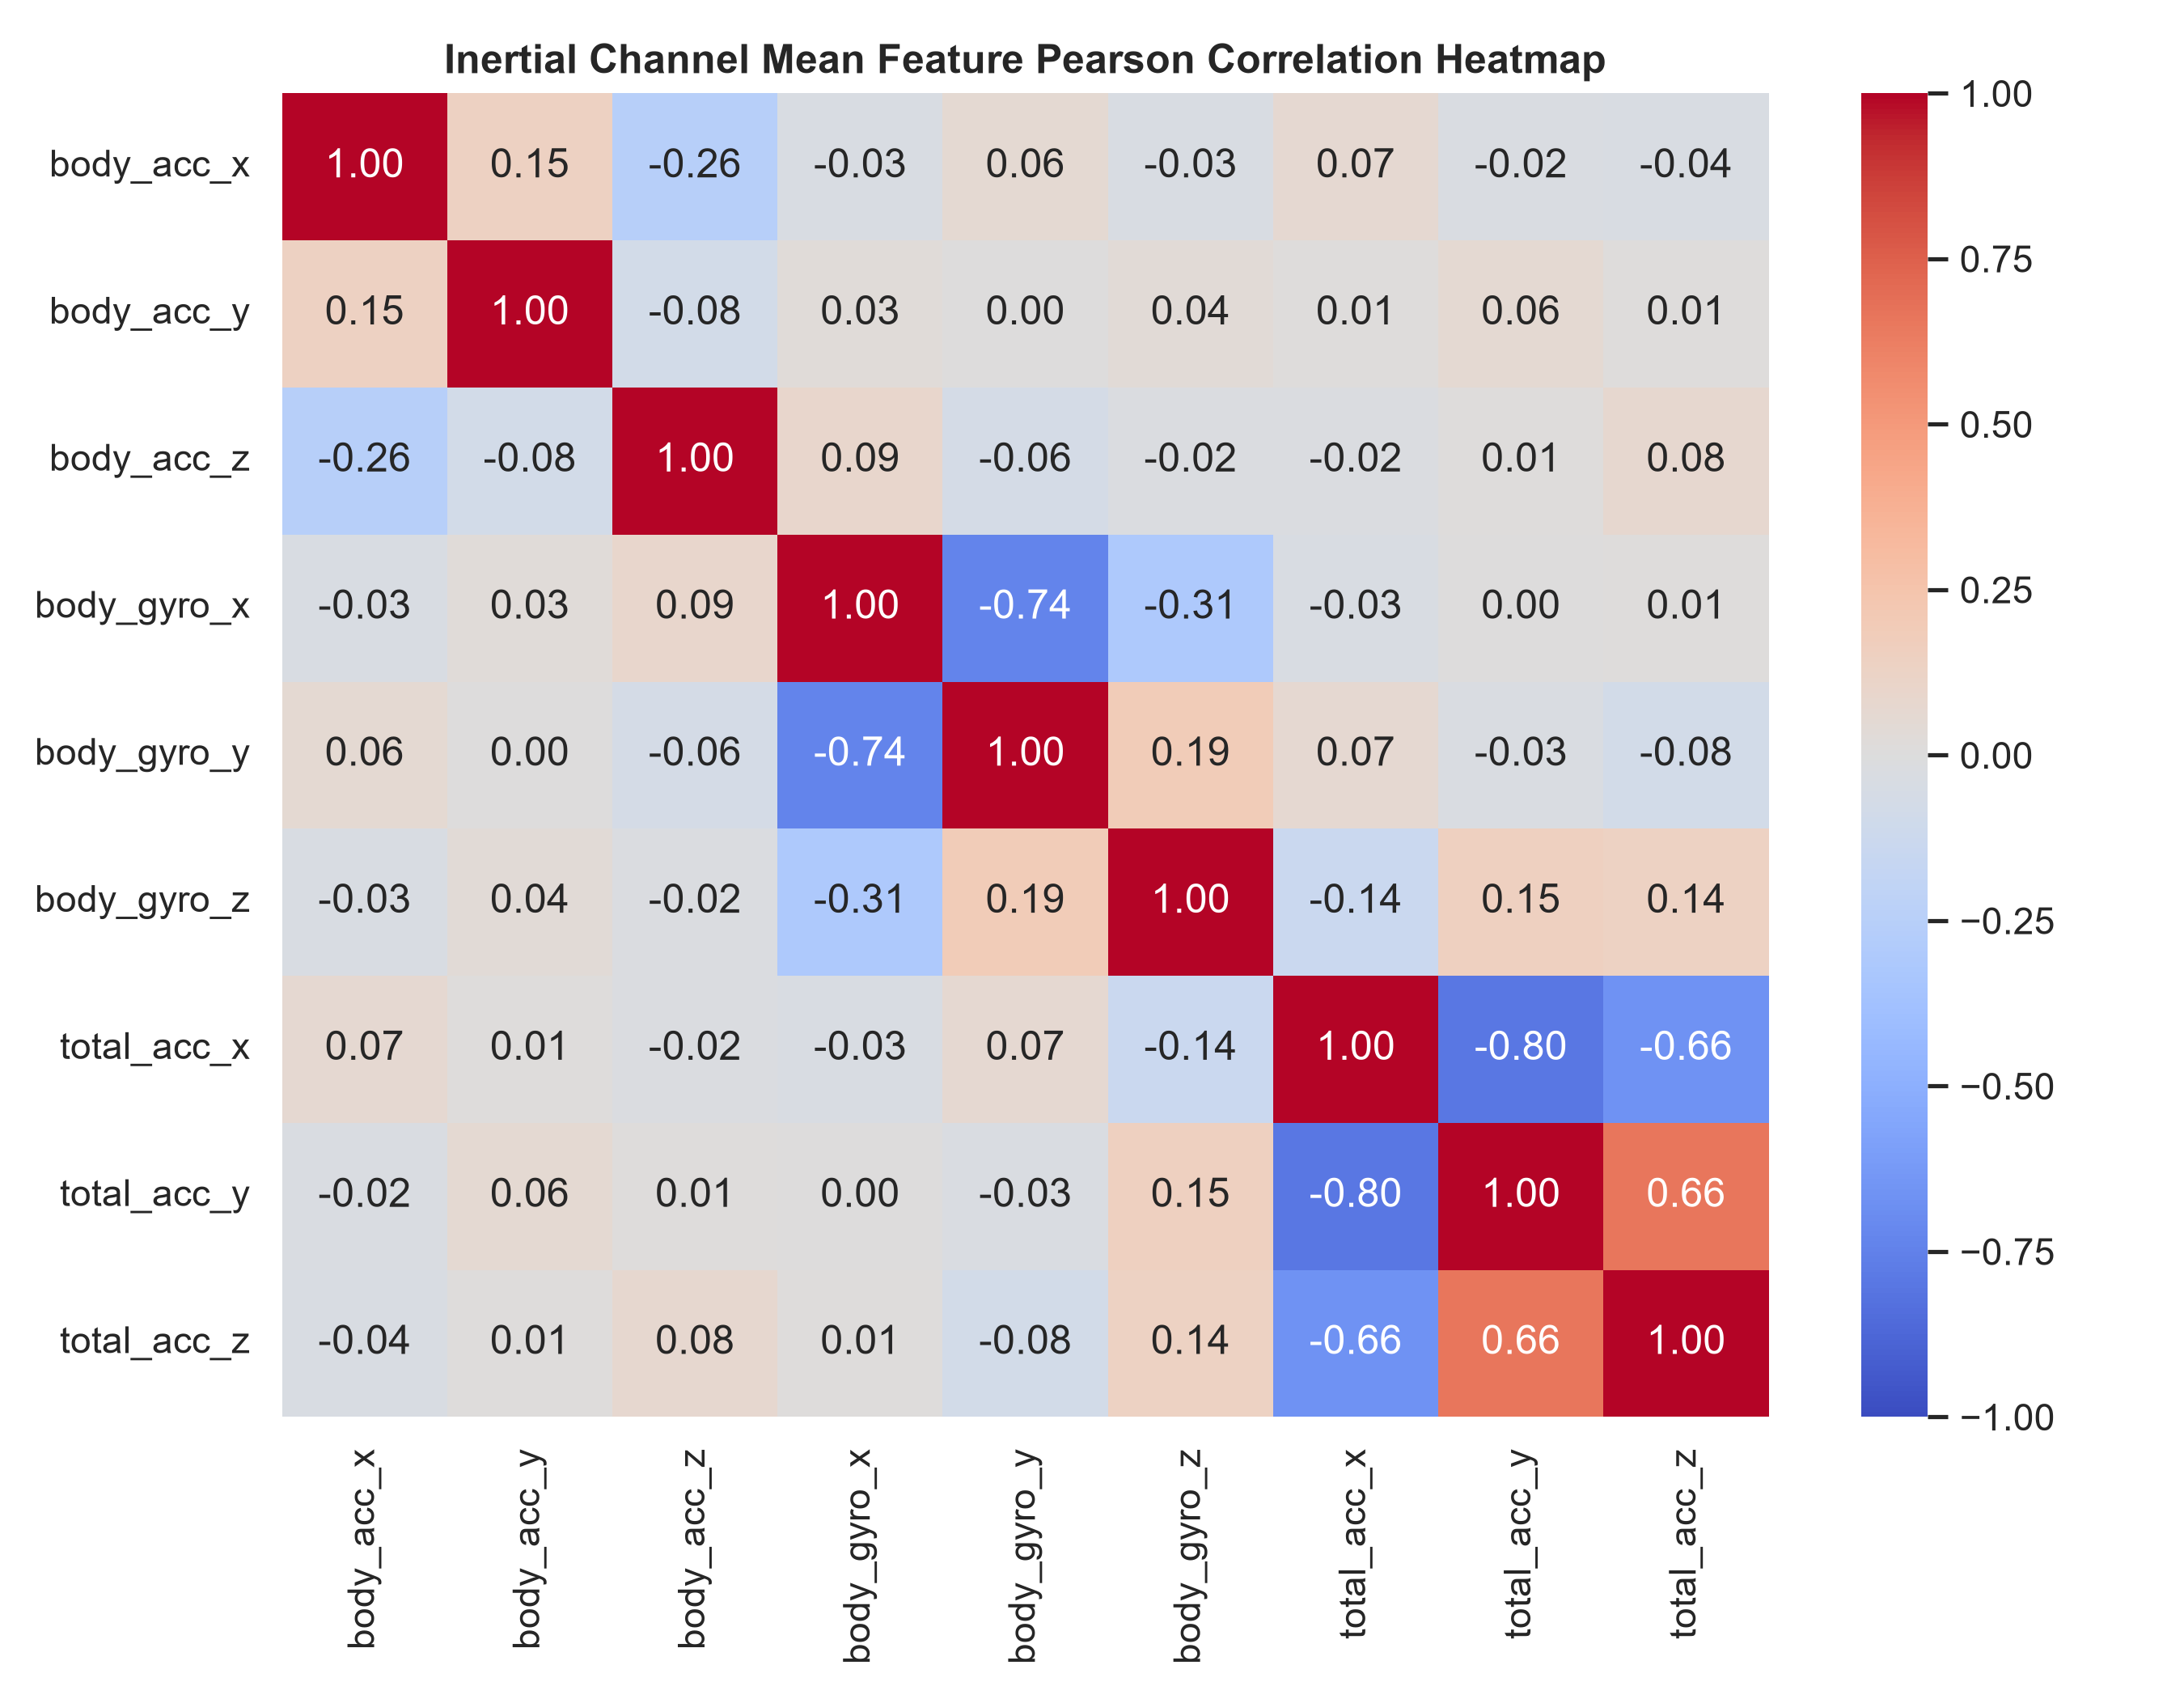 Inertial Channel Mean Feature Pearson Correlation Heatmap
body_acc_x 1.00 0.15 -0.26 -0.03 0.06 -0.03 0.07 -0.02 -0.04
body_acc_y 0.15 1.00 -0.08 0.03 0.00 0.04 0.01 0.06 0.01
body_acc_z -0.26 -0.08 1.00 0.09 -0.06 -0.02 -0.02 0.01 0.08
body_gyro_x -0.03 0.03 0.09 1.00 -0.74 -0.31 -0.03 0.00 0.01
body_gyro_y 0.06 0.00 -0.06 -0.74 1.00 0.19 0.07 -0.03 -0.08
body_gyro_z -0.03 0.04 -0.02 -0.31 0.19 1.00 -0.14 0.15 0.14
total_acc_x 0.07 0.01 -0.02 -0.03 0.07 -0.14 1.00 -0.80 -0.66
total_acc_y -0.02 0.06 0.01 0.00 -0.03 0.15 -0.80 1.00 0.66
total_acc_z -0.04 0.01 0.08 0.01 -0.08 0.14 -0.66 0.66 1.00
body_acc_x
body_acc_y
body_acc_z
body_gyro_x
body_gyro_y
body_gyro_z
total_acc_x
total_acc_y
total_acc_z
1.00
0.75
0.50
0.25
0.00
−0.25
−0.50
−0.75
−1.00